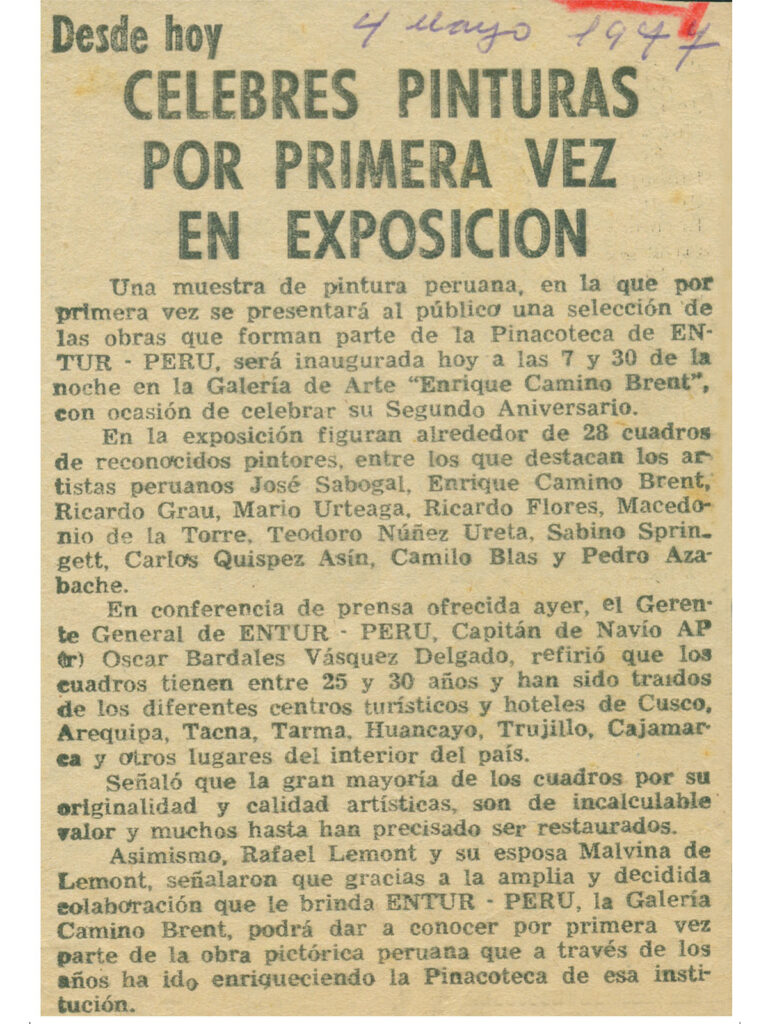 Desde hoy
4 Mayo 1977
CELEBRES PINTURAS
POR PRIMERA VEZ
EN EXPOSICION
Una muestra de pintura peruana, en la que por
primera vez se presentará al público una selección de
las obras que forman parte de la Pinacoteca de EN-
TUR - PERU, será inaugurada hoy a las 7 y 30 de la
noche en la Galería de Arte "Enrique Camino Brent",
con ocasión de celebrar su Segundo Aniversario.
En la exposición figuran alrededor de 28 cuadros
de reconocidos pintores, entre los que destacan los ar-
tistas peruanos José Sabogal, Enrique Camino Brent,
Ricardo Grau, Mario Urteaga, Ricardo Flores, Macedo-
nio de la Torre, Teodoro Núñez Ureta, Sabino Sprin-
gett, Carlos Quispez Asín, Camilo Blas y Pedro Aza-
bache.
En conferencia de prensa ofrecida ayer, el Geren-
te General de ENTUR - PERU, Capitán de Navío AP
(r) Oscar Bardales Vásquez Delgado, refirió que los
cuadros tienen entre 25 y 30 años y han sido traídos
de los diferentes centros turísticos y hoteles de Cusco,
Arequipa, Tacna, Tarma, Huancayo, Trujillo, Cajamar-
ca y otros lugares del interior del país.
Señaló que la gran mayoría de los cuadros por su
originalidad y calidad artísticas, son de incalculable
valor y muchos hasta han precisado ser restaurados.
Asimismo, Rafael Lemont y su esposa Malvina de
Lemont, señalaron que gracias a la amplia y decidida
colaboración que le brinda ENTUR - PERU, la Galería
Camino Brent, podrá dar a conocer por primera vez
parte de la obra pictórica peruana que a través de los
años ha ido enriqueciendo la Pinacoteca de esa insti-
tución.